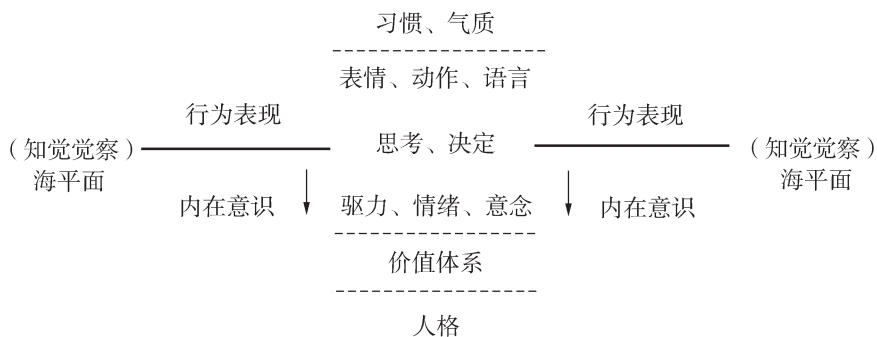 习惯、气质
表情、动作、语言
行为表现
行为表现
（知觉觉察）
思考、决定
（知觉觉察）
海平面
海平面
内在意识
驱力、情绪、意念
内在意识
价值体系
人格